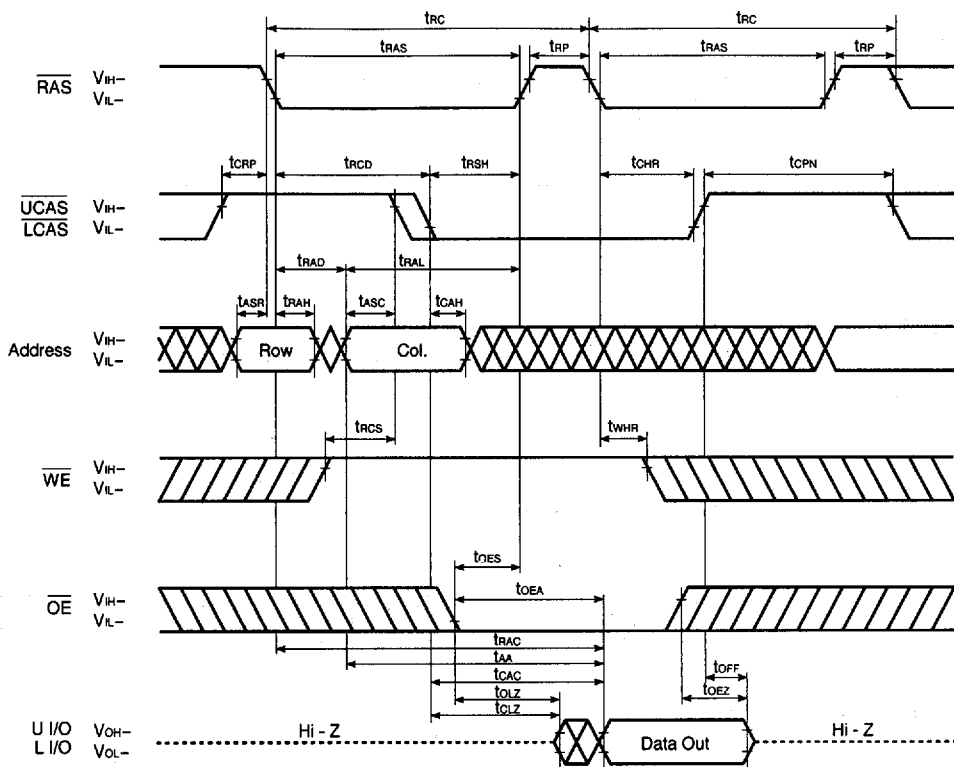 tRC tRC
tRAS tRP tRAS tRP
RAS VIH–
VIL–
tCRP tRCD tRSH tCHR tCPN
UCAS VIH–
LCAS VIL–
tRAD tRAL
tASR tRAH tASC tCAH
Address VIH– Row Col.
VIL–
tRCS tWHR
WE VIH–
VIL–
tOES
tOEA
OE VIH–
VIL–
tRAC
tAA
tCAC tOFF
tOLZ tOEZ
tCLZ
U I/O VOH– Hi - Z Data Out Hi - Z
L I/O VOL–